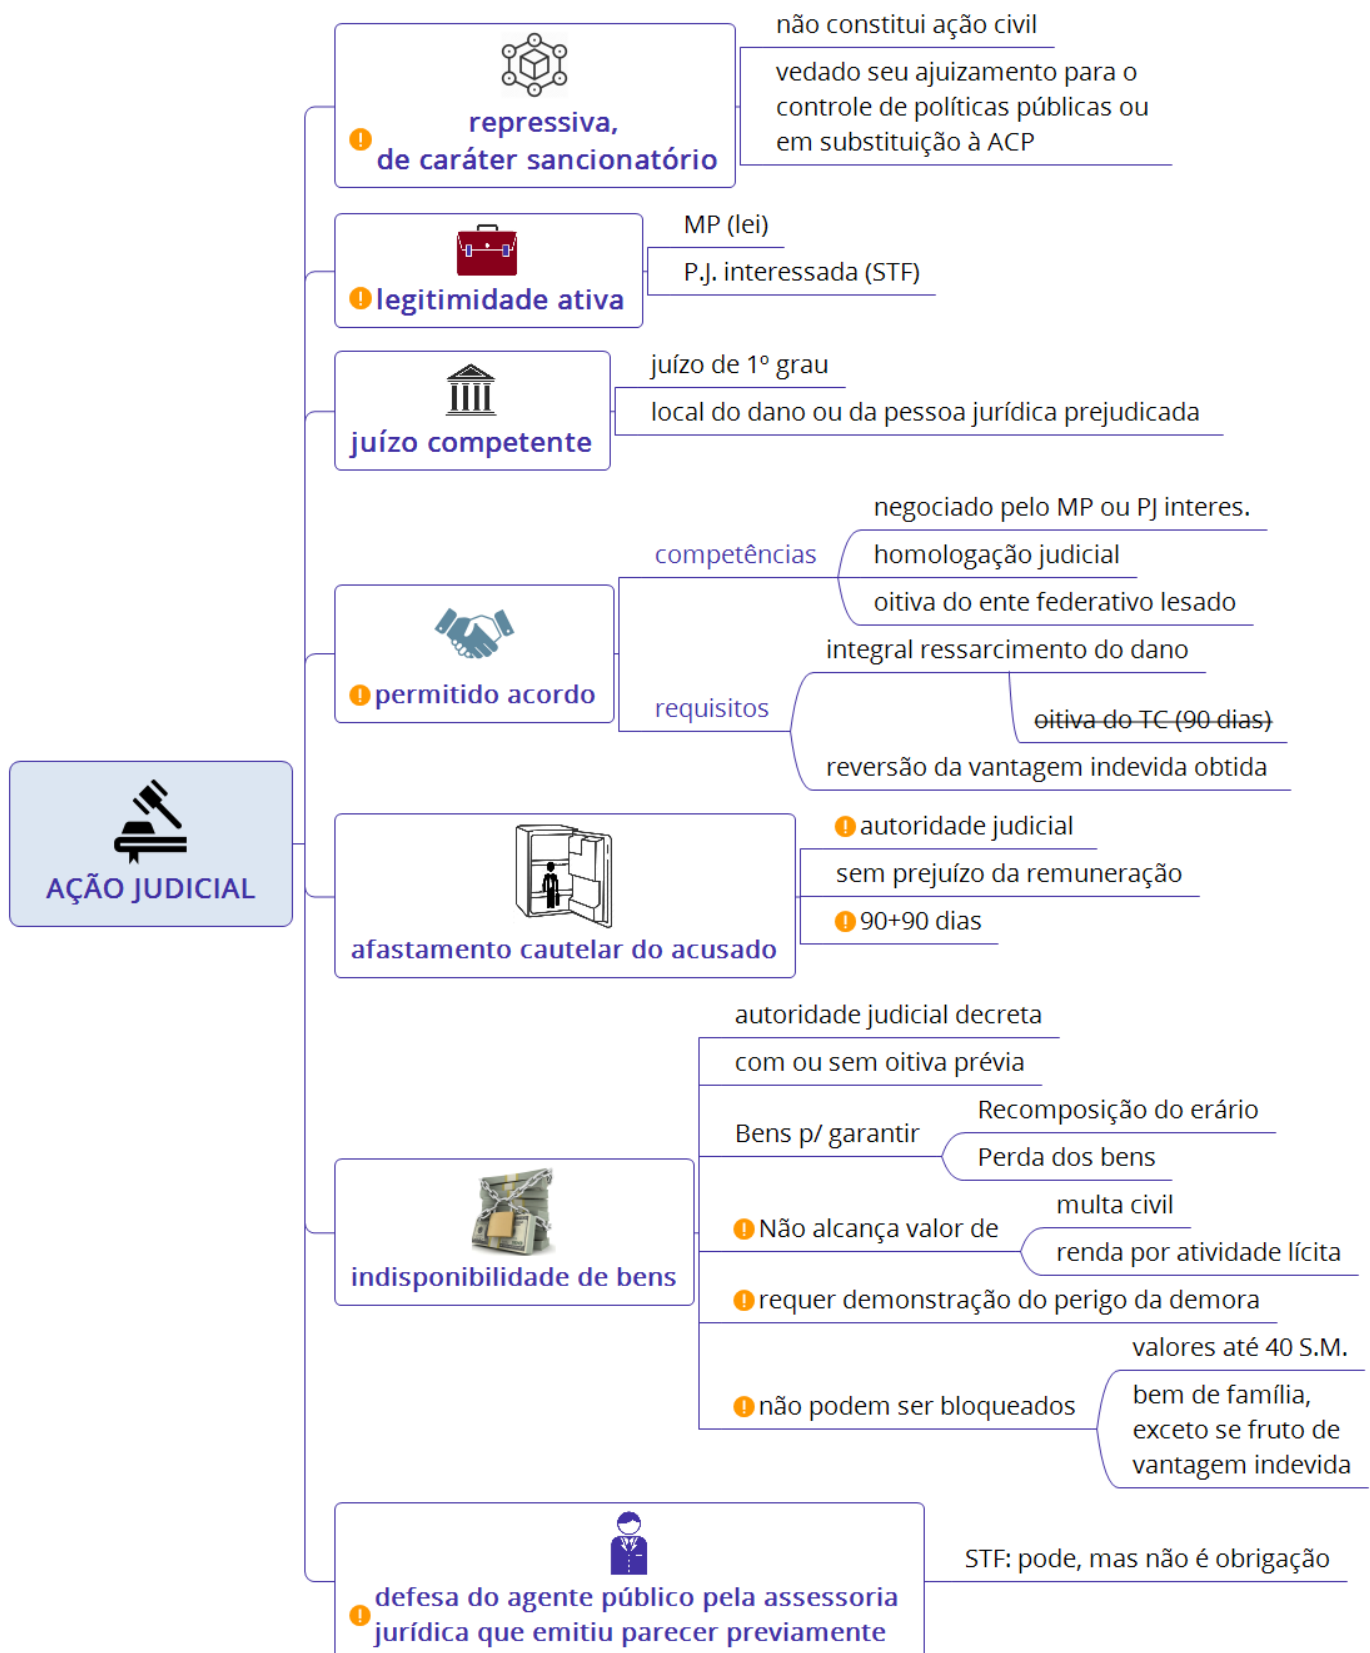 AÇÃO JUDICIAL
repressiva,
de caráter sancionatório
não constitui ação civil
vedado seu ajuizamento para o
controle de políticas públicas ou
em substituição à ACP
legitimidade ativa
MP (lei)
P.J. interessada (STF)
juízo competente
juízo de 1º grau
local do dano ou da pessoa jurídica prejudicada
permitido acordo
competências
negociado pelo MP ou PJ interes.
homologação judicial
oitiva do ente federativo lesado
requisitos
integral ressarcimento do dano
oitiva do TC (90 dias)
reversão da vantagem indevida obtida
afastamento cautelar do acusado
autoridade judicial
sem prejuízo da remuneração
90+90 dias
indisponibilidade de bens
autoridade judicial decreta
com ou sem oitiva prévia
Bens p/ garantir
Recomposição do erário
Perda dos bens
Não alcança valor de
multa civil
renda por atividade lícita
requer demonstração do perigo da demora
não podem ser bloqueados
valores até 40 S.M.
bem de família,
exceto se fruto de
vantagem indevida
defesa do agente público pela assessoria
jurídica que emitiu parecer previamente
STF: pode, mas não é obrigação